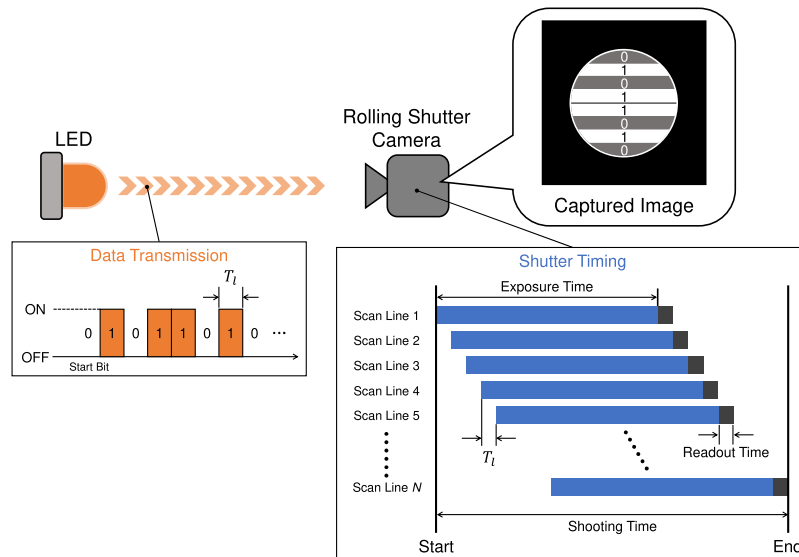 LED
Rolling Shutter
Camera
0
1
0
1
1
0
1
0
Captured Image
Data Transmission
T_l
ON
0 1 0 1 1 0 1 0 ···
OFF
Start Bit
Shutter Timing
Exposure Time
Scan Line 1
Scan Line 2
Scan Line 3
Scan Line 4
Scan Line 5
T_l
Readout Time
Scan Line N
Shooting Time
Start
End